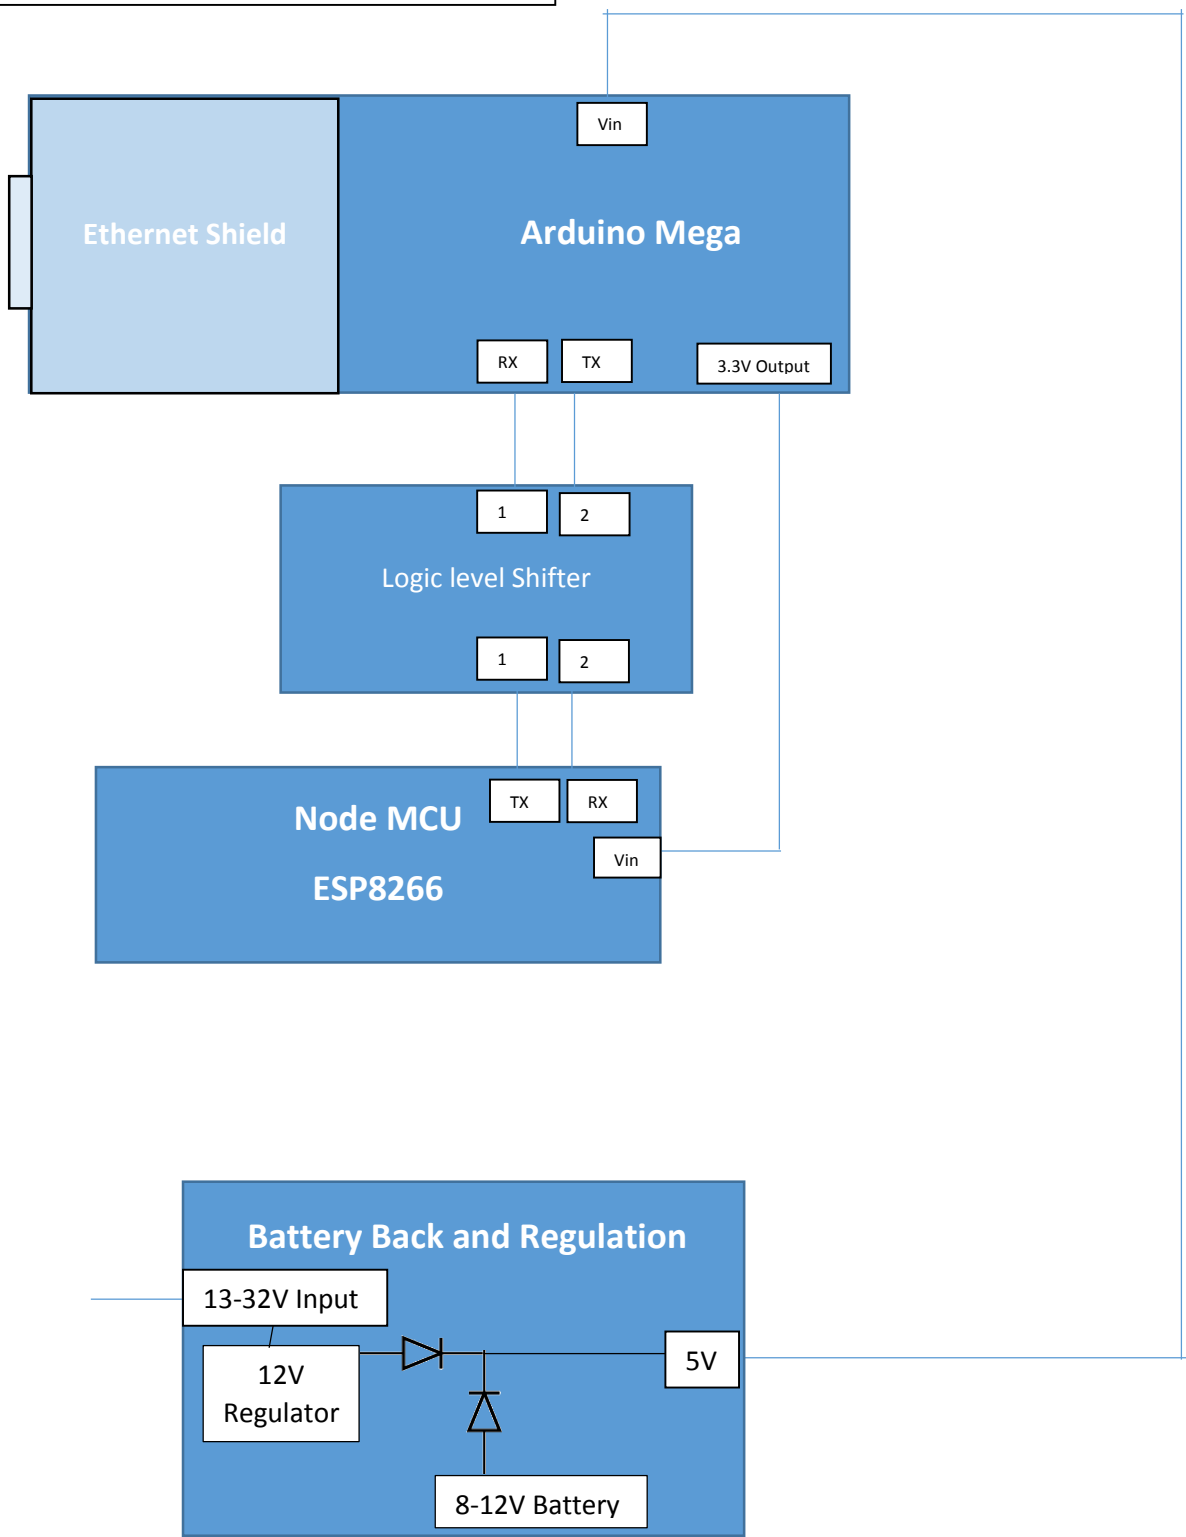 Vin
Ethernet Shield
Arduino Mega
RX
TX
3.3V Output
1
2
Logic level Shifter
1
2
Node MCU
ESP8266
TX
RX
Vin
Battery Back and Regulation
13-32V Input
12V
Regulator
5V
8-12V Battery